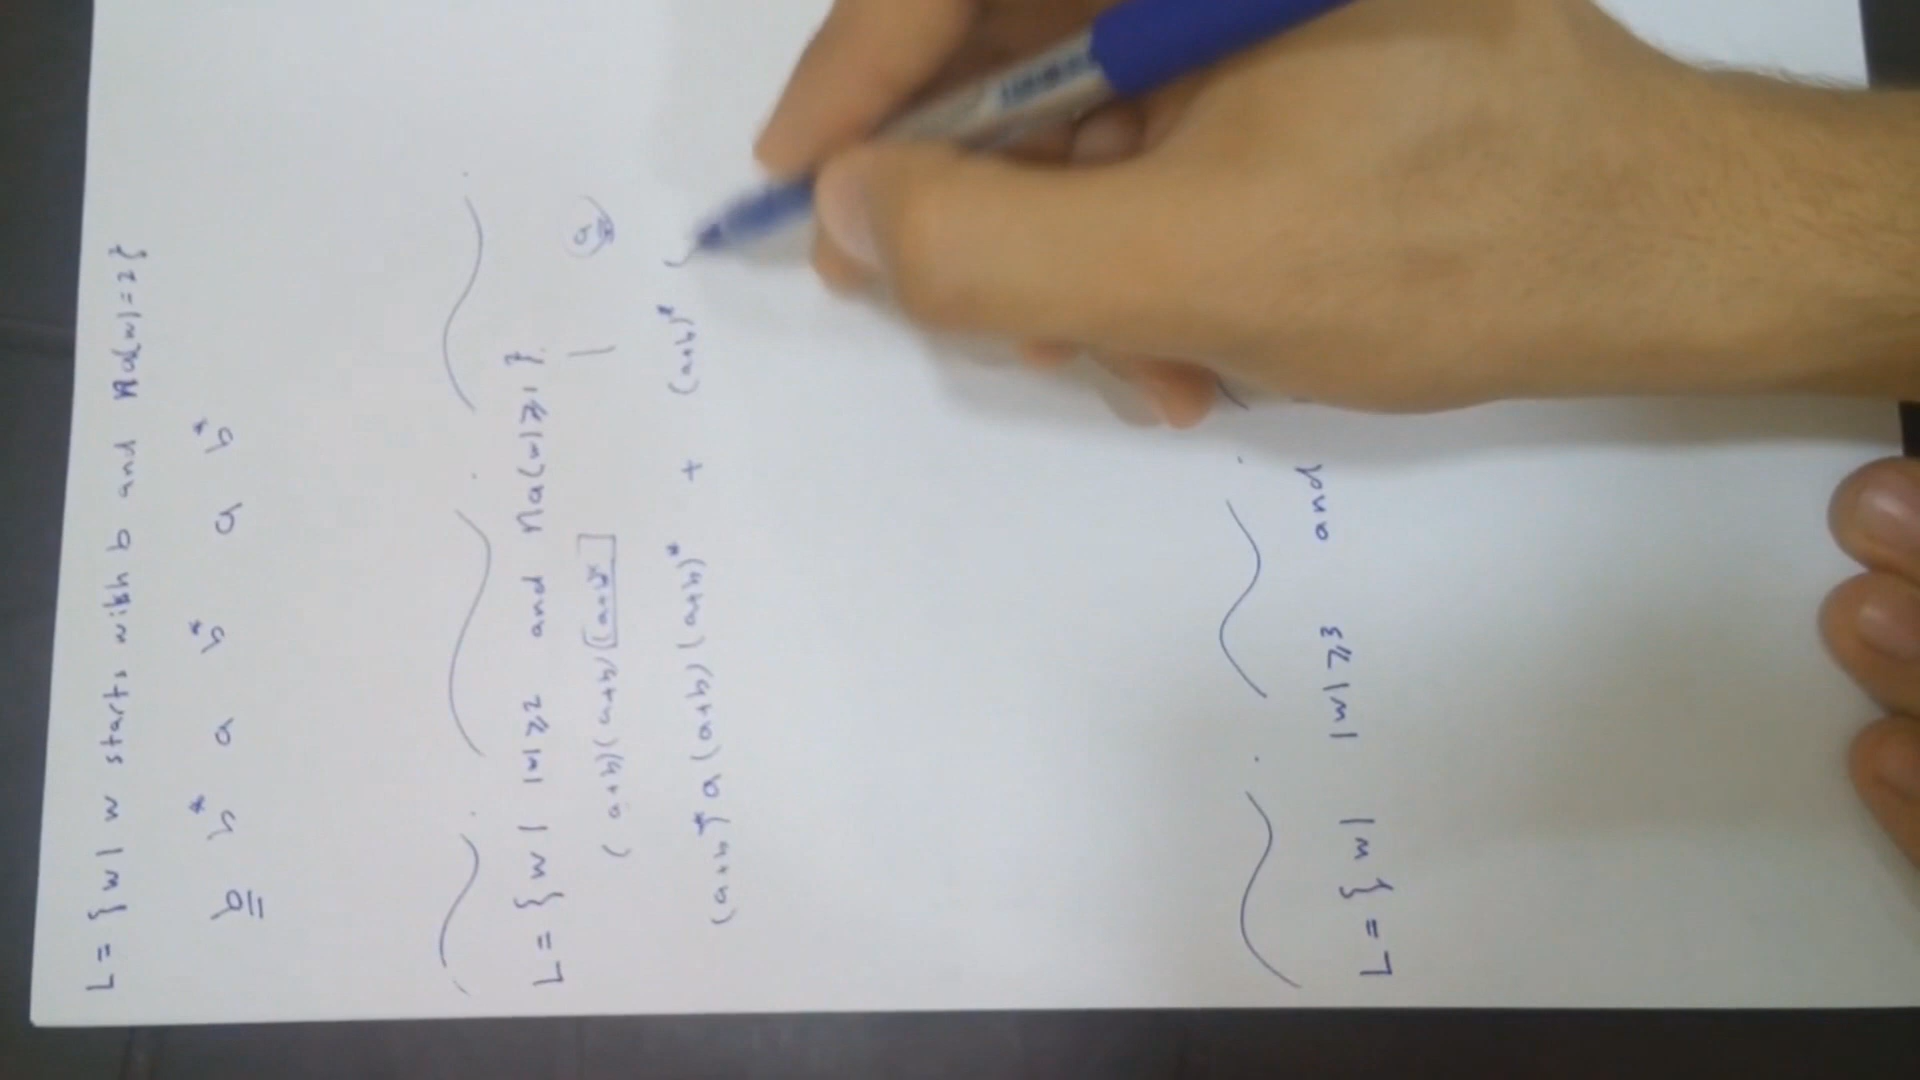 L = { w | w starts with b and na(w) = 2 }
b b* a b* a b*
L = { w | |w| ≥ 2 and na(w) ≥ 1 }
(a+b)(a+b)(a+b)* a
(a+b)* a (a+b) (a+b)* + (a+b)* (
L = { w | |w| ≥ 3 and